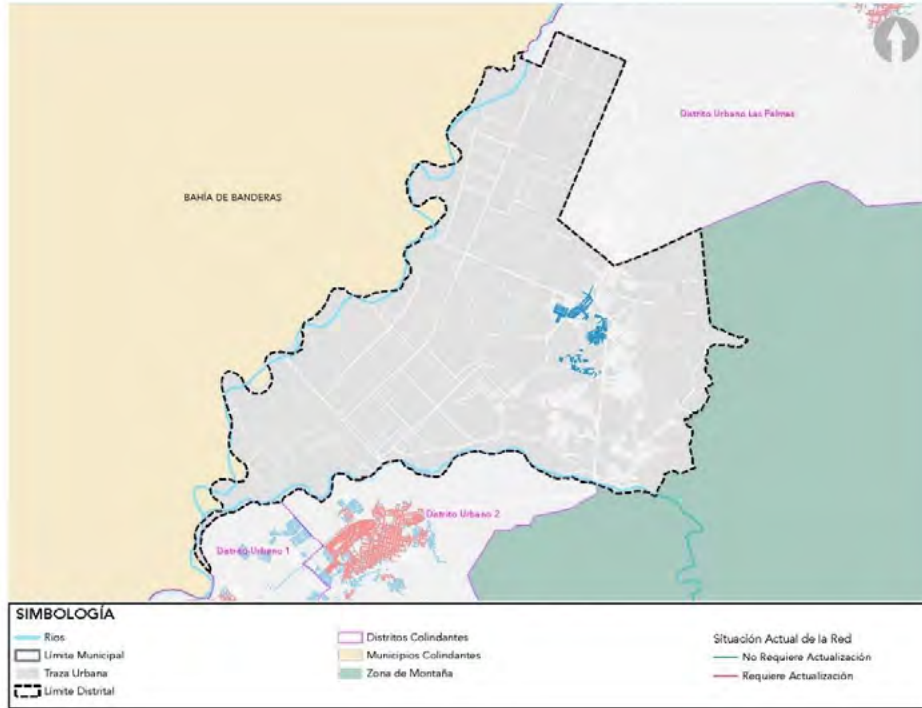 Distrito Urbano Las Palmas
BAHÍA DE BANDERAS
Distrito Urbano 2
Distrito Urbano 1
SIMBOLOGÍA
Rios
Límite Municipal
Traza Urbana
Límite Distrital
Distritos Colindantes
Municipios Colindantes
Zona de Montaña
Situación Actual de la Red
No Requiere Actualización
Requiere Actualización